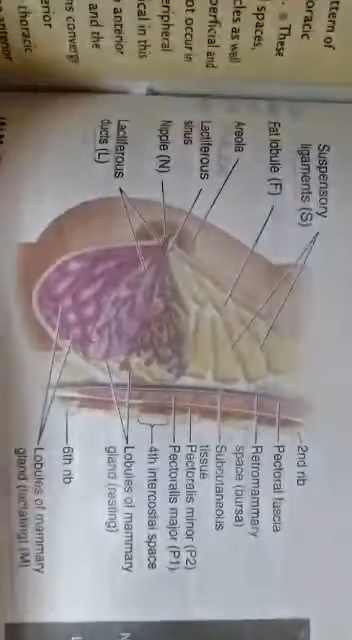 ttern of
oracic
These
spaces,
cles as well
perficial and
ot occur in
eripheral
ical in this
anterior
and the
ns converg
erior
thoracic
anterior
Suspensory
ligaments (S)
Fat lobule (F)
Areola
Lactiferous
sinus
Nipple (N)
Lactiferous
ducts (L)
2nd rib
Pectoral fascia
Retromammary
space (bursa)
Subcutaneous
tissue
Pectoralis minor (P2)
Pectoralis major (P1)
4th intercostal space
Lobules of mammary
gland (resting)
6th rib
Lobules of mammary
gland (lactating) (M)